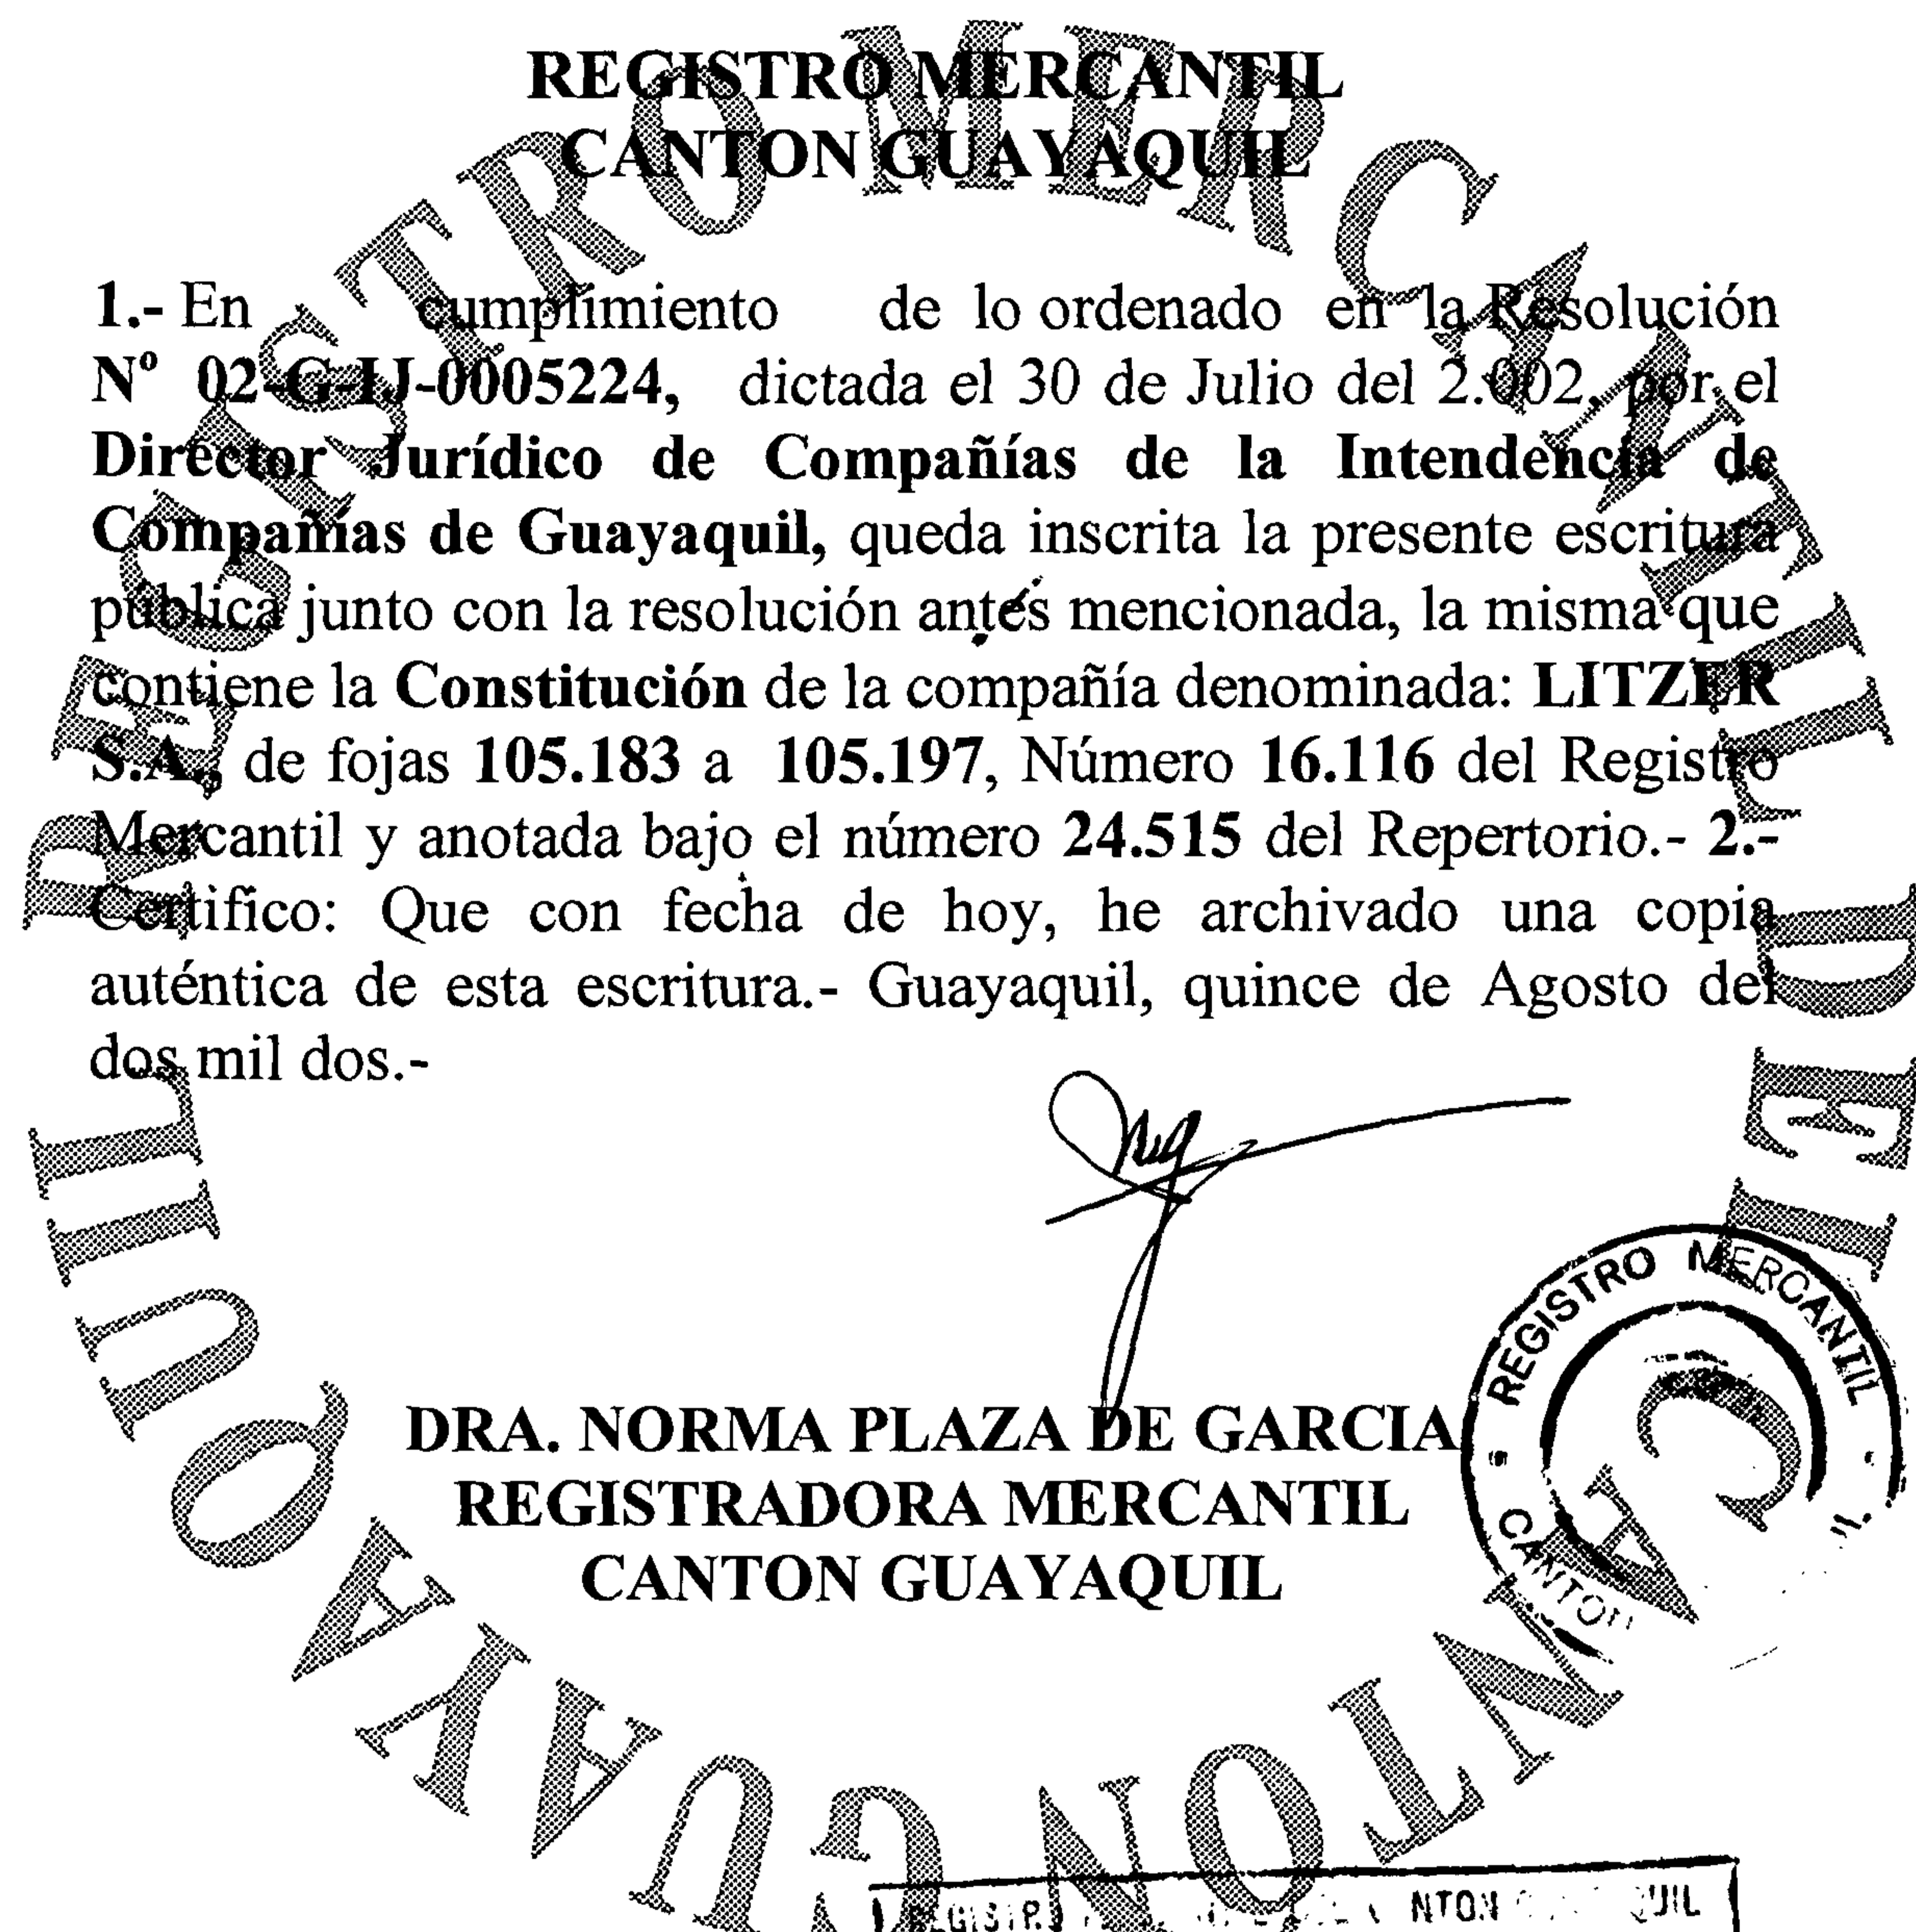 REGISTRO MERCANTIL
CANTON GUAYAQUIL
1.- En cumplimiento de lo ordenado en la Resolución
Nº 02-G-IJ-0005224, dictada el 30 de Julio del 2.002, por el
Director Jurídico de Compañías de la Intendencia de
Compañías de Guayaquil, queda inscrita la presente escritura
pública junto con la resolución antes mencionada, la misma que
contiene la Constitución de la compañía denominada: LITZER
S.A., de fojas 105.183 a 105.197, Número 16.116 del Registro
Mercantil y anotada bajo el número 24.515 del Repertorio.- 2.-
Certifico: Que con fecha de hoy, he archivado una copia
auténtica de esta escritura.- Guayaquil, quince de Agosto del
dos mil dos.-
DRA. NORMA PLAZA DE GARCIA
REGISTRADORA MERCANTIL
CANTON GUAYAQUIL
REGISTRO MERCANTIL DEL CANTON GUAYAQUIL
REGISTRO MERCANTIL
CANTON